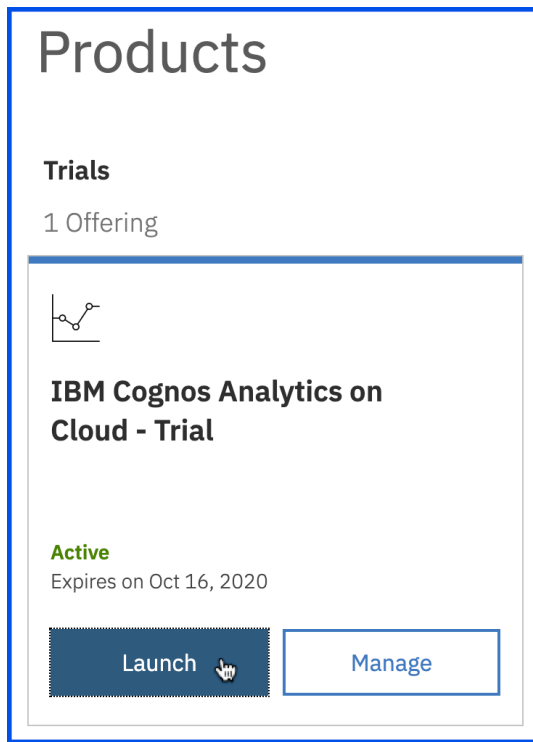 Products
Trials
1 Offering
IBM Cognos Analytics on
Cloud - Trial
Active
Expires on Oct 16, 2020
Launch
Manage